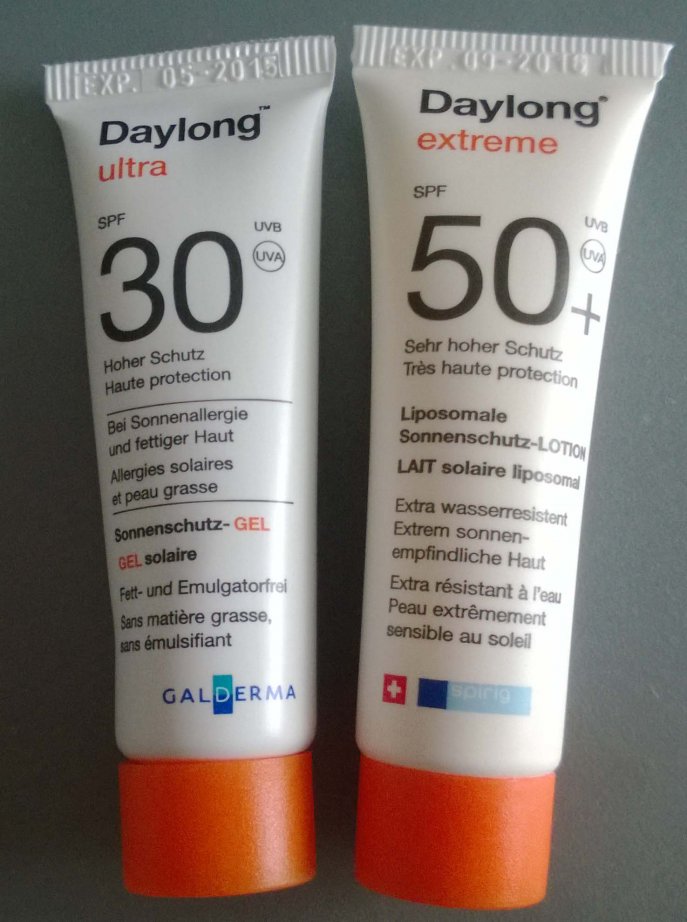 EXP. 05-2015
Daylong™
ultra
SPF
30
UVB
UVA
Hoher Schutz
Haute protection
Bei Sonnenallergie
und fettiger Haut
Allergies solaires
et peau grasse
Sonnenschutz-GEL
GEL solaire
Fett- und Emulgatorfrei
Sans matière grasse,
sans émulsifiant
GALDERMA
EXP. 09-2016
Daylong®
extreme
SPF
50+
UVB
UVA
Sehr hoher Schutz
Très haute protection
Liposomale
Sonnenschutz-LOTION
LAIT solaire liposomal
Extra wasserresistent
Extrem sonnen-
empfindliche Haut
Extra résistant à l'eau
Peau extrêmement
sensible au soleil
spirig